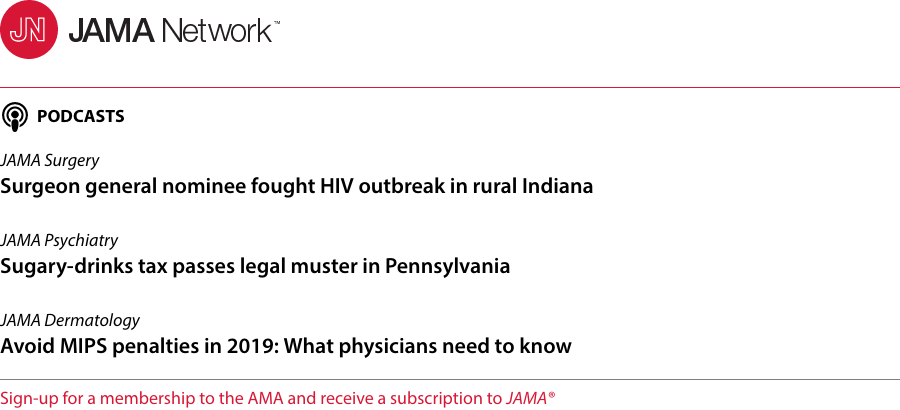 JN JAMA Network™
PODCASTS
JAMA Surgery
Surgeon general nominee fought HIV outbreak in rural Indiana
JAMA Psychiatry
Sugary-drinks tax passes legal muster in Pennsylvania
JAMA Dermatology
Avoid MIPS penalties in 2019: What physicians need to know
Sign-up for a membership to the AMA and receive a subscription to JAMA®